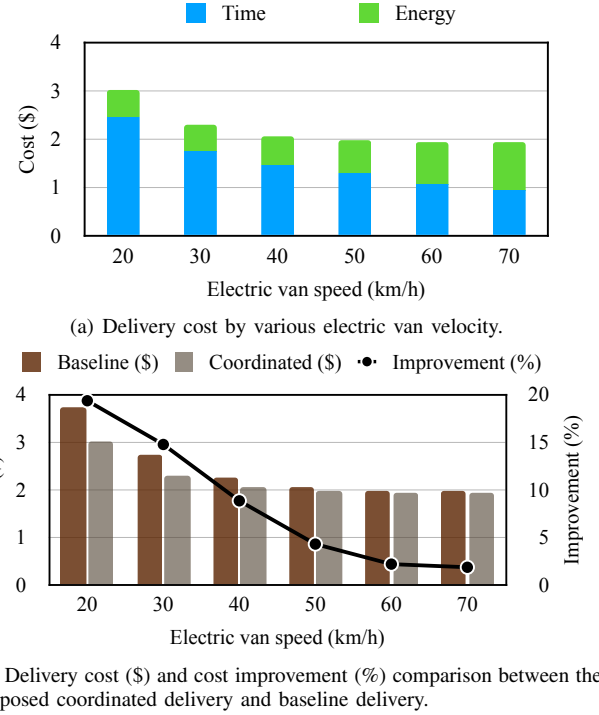 Time Energy
4
3
2
1
0
Cost ($)
20 30 40 50 60 70
Electric van speed (km/h)
(a) Delivery cost by various electric van velocity.
Baseline ($) Coordinated ($) Improvement (%)
4 20
3 15
2 10
1 5
0 0
Improvement (%)
20 30 40 50 60 70
Electric van speed (km/h)
Delivery cost ($) and cost improvement (%) comparison between the
posed coordinated delivery and baseline delivery.